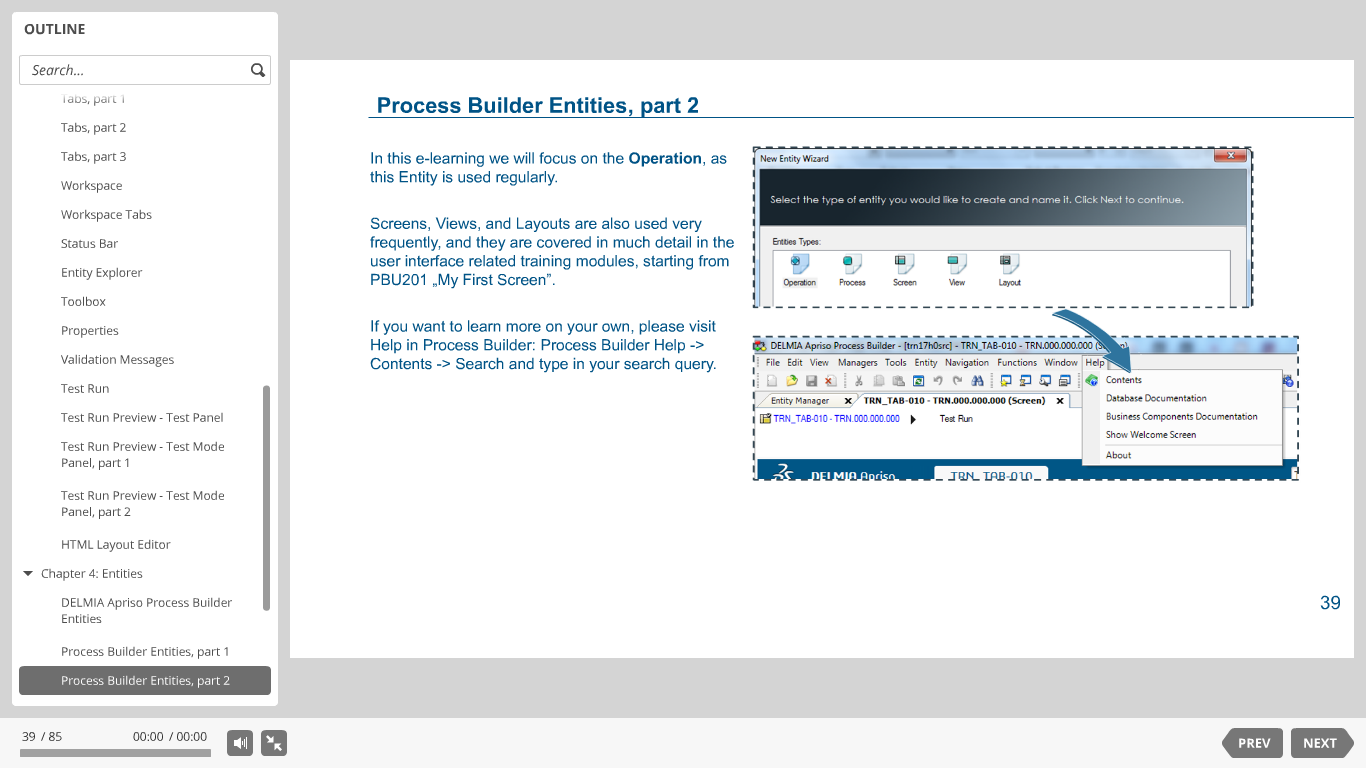 OUTLINE
Search...
Tabs, part 1
Tabs, part 2
Tabs, part 3
Workspace
Workspace Tabs
Status Bar
Entity Explorer
Toolbox
Properties
Validation Messages
Test Run
Test Run Preview - Test Panel
Test Run Preview - Test Mode
Panel, part 1
Test Run Preview - Test Mode
Panel, part 2
HTML Layout Editor
Chapter 4: Entities
DELMIA Apriso Process Builder
Entities
Process Builder Entities, part 1
Process Builder Entities, part 2
Process Builder Entities, part 2
In this e-learning we will focus on the Operation, as
this Entity is used regularly.
Screens, Views, and Layouts are also used very
frequently, and they are covered in much detail in the
user interface related training modules, starting from
PBU201 „My First Screen”.
If you want to learn more on your own, please visit
Help in Process Builder: Process Builder Help ->
Contents -> Search and type in your search query.
New Entity Wizard
Select the type of entity you would like to create and name it. Click Next to continue.
Entities Types:
Operation Process Screen View Layout
DELMIA Apriso Process Builder - [trn17h0src] - TRN_TAB-010 - TRN.000.000.000
File Edit View Managers Tools Entity Navigation Functions Window Help
Entity Manager TRN_TAB-010 - TRN.000.000.000 (Screen)
TRN_TAB-010 - TRN.000.000.000 Test Run
Contents
Database Documentation
Business Components Documentation
Show Welcome Screen
About
DELMIA Apriso TRN_TAB-010
39
39 / 85 00:00 / 00:00
PREV NEXT